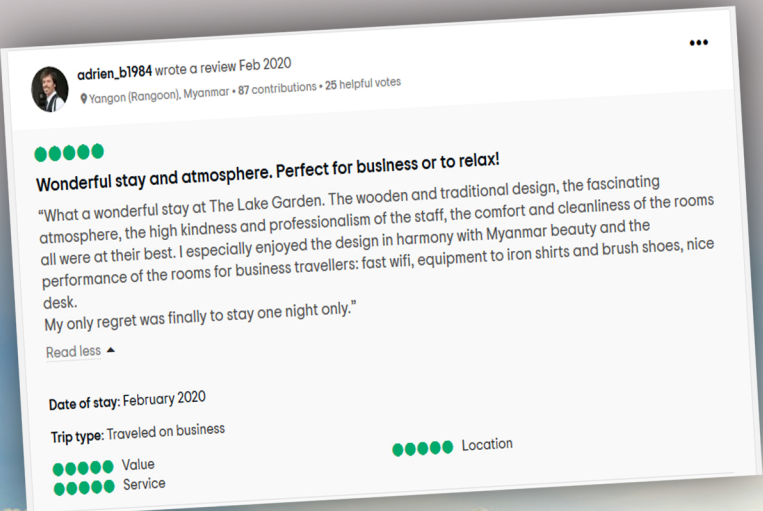 adrien_b1984 wrote a review Feb 2020
Yangon (Rangoon), Myanmar • 87 contributions • 25 helpful votes
Wonderful stay and atmosphere. Perfect for business or to relax!
“What a wonderful stay at The Lake Garden. The wooden and traditional design, the fascinating
atmosphere, the high kindness and professionalism of the staff, the comfort and cleanliness of the rooms
all were at their best. I especially enjoyed the design in harmony with Myanmar beauty and the
performance of the rooms for business travellers: fast wifi, equipment to iron shirts and brush shoes, nice
desk.
My only regret was finally to stay one night only.”
Read less
Date of stay: February 2020
Trip type: Traveled on business
Value
Location
Service